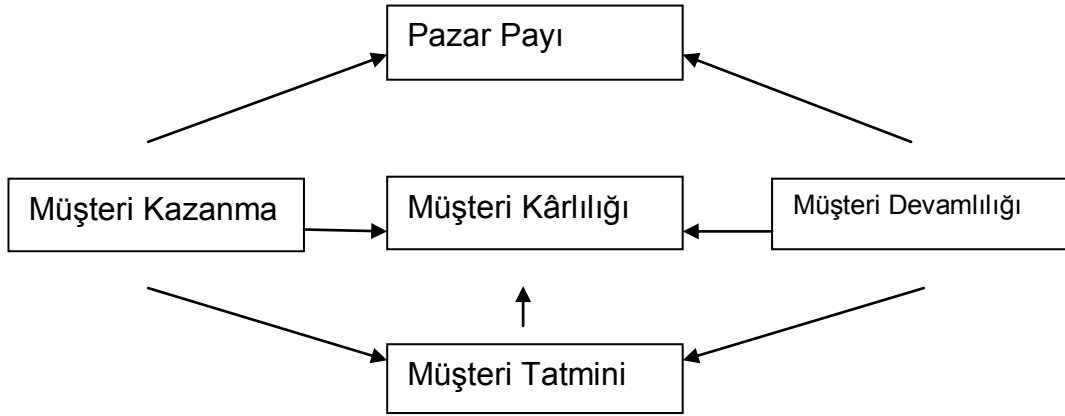 Pazar Payı
Müşteri Kazanma
Müşteri Kârlılığı
Müşteri Devamlılığı
Müşteri Tatmini